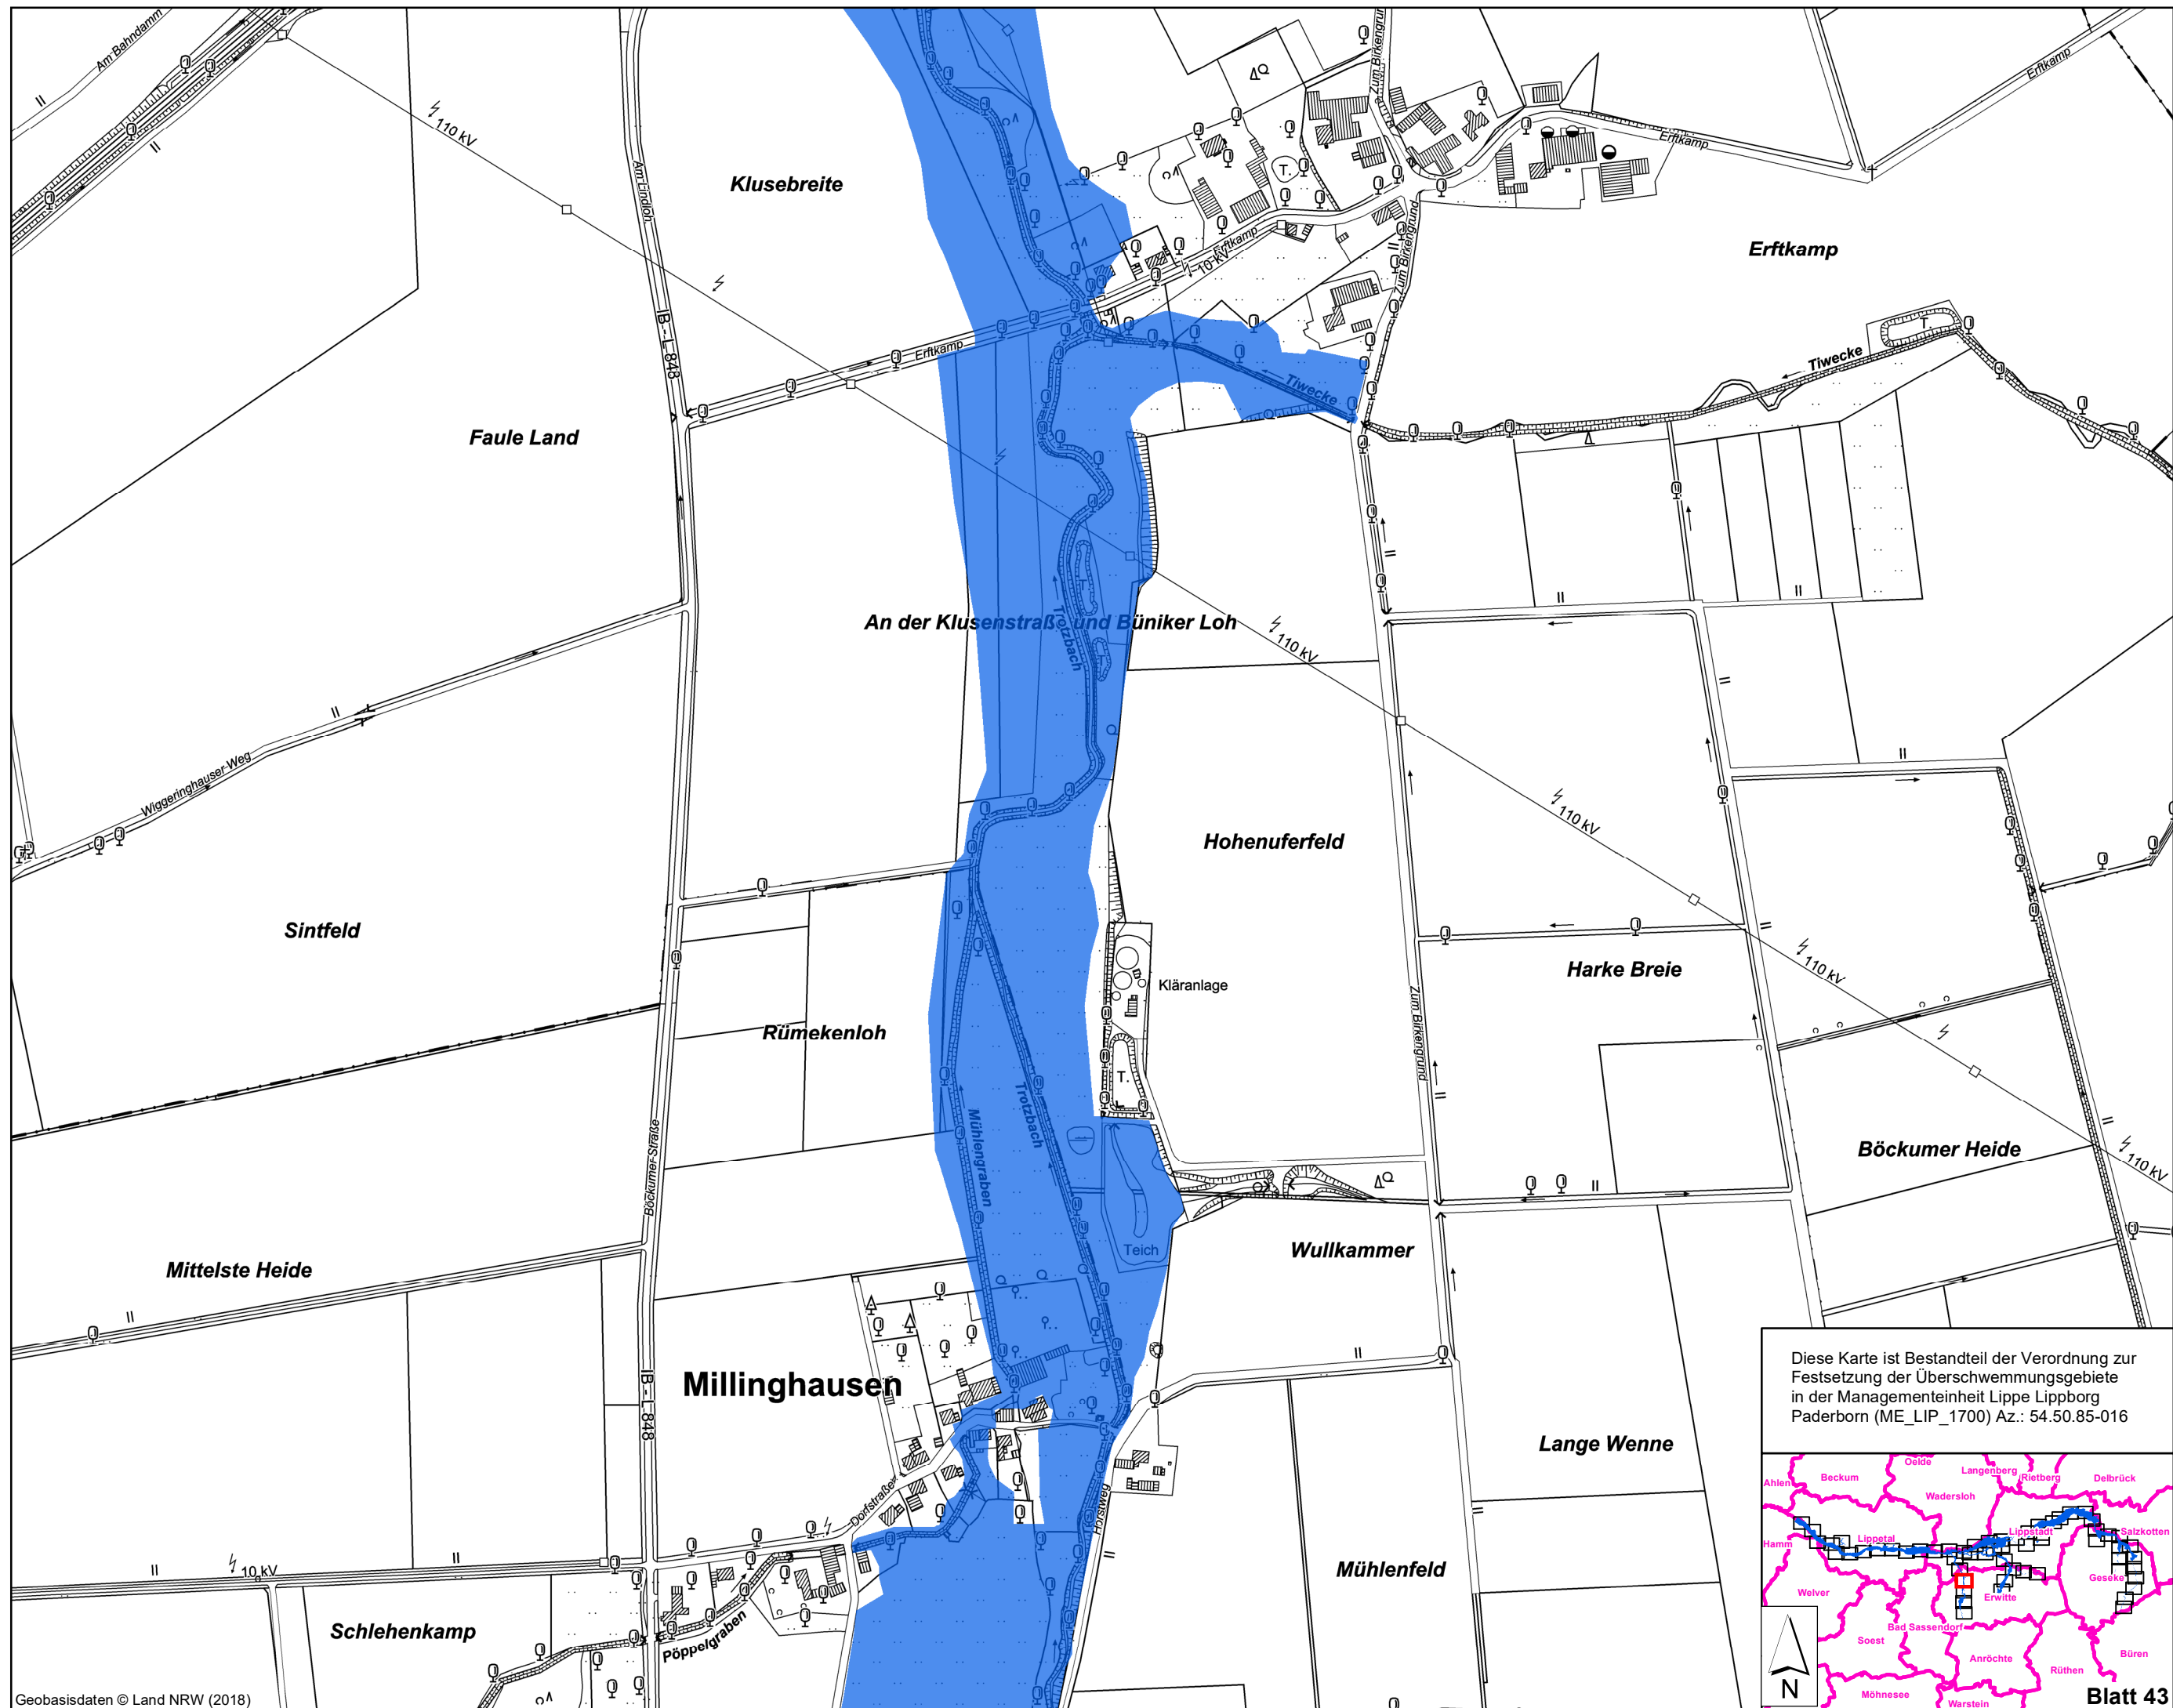 Am Bahndamm
110 kV
Klusebreite
Am Lindloh
Zum Birkengrund
Erftkamp
Erftkamp
Erftkamp
T.
10 kV
Zum Birkengrund
Erftkamp
IB - L 848
Erftkamp
Tiwecke
Tiwecke
T.
Faule Land
An der Klusenstraße und Büniker Loh
Trotzbach
T.
110 kV
Wiggeringhauser Weg
Hohenuferfeld
110 kV
Sintfeld
Kläranlage
Harke Breie
110 kV
Rümekenloh
Zum Birkengrund
T.
Mühlengraben
Trotzbach
Böckumer Straße
Böckumer Heide
110 kV
Teich
Wullkammer
Mittelste Heide
Millinghausen
IB - L 848
Lange Wenne
Dorfstraße
Horstweg
10 kV
Mühlenfeld
Schlehenkamp
Pöppelgraben
Geobasisdaten © Land NRW (2018)
Diese Karte ist Bestandteil der Verordnung zur
Festsetzung der Überschwemmungsgebiete
in der Managementeinheit Lippe Lippborg
Paderborn (ME_LIP_1700) Az.: 54.50.85-016
Oelde
Ahlen
Beckum
Langenberg
Rietberg
Delbrück
Wadersloh
Hamm
Lippetal
Lippstadt
Salzkotten
Welver
Erwitte
Geseke
Bad Sassendorf
Soest
Anröchte
Rüthen
Büren
Möhnesee
Warstein
N
Blatt 43